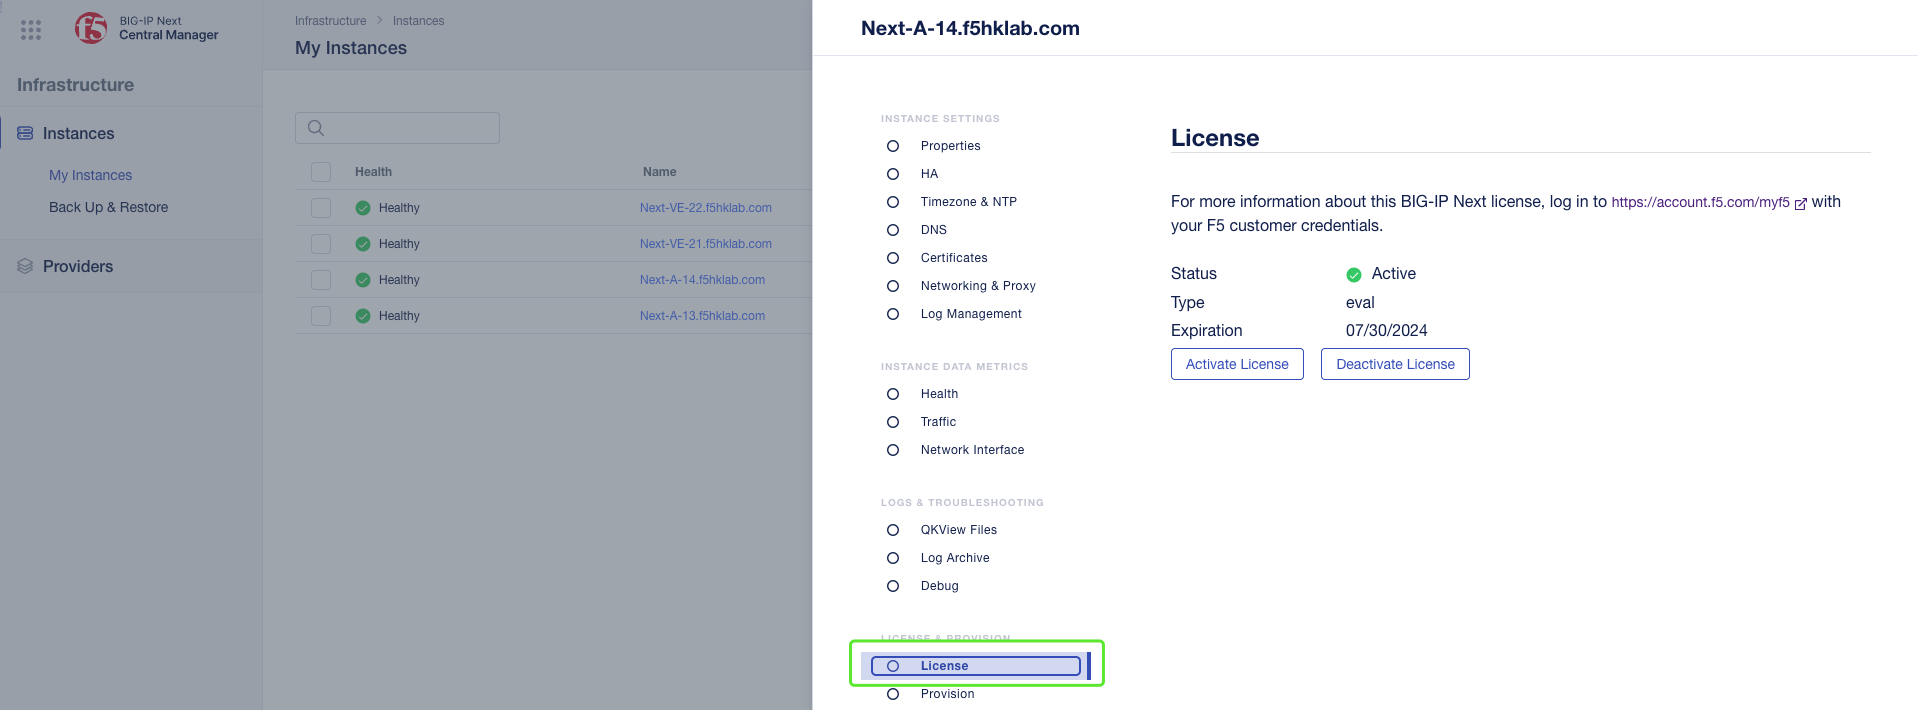 f5
BIG-IP Next
Central Manager
Infrastructure
Instances
My Instances
Back Up & Restore
Providers
Infrastructure > Instances
My Instances
Health Name
Healthy Next-VE-22.f5hklab.com
Healthy Next-VE-21.f5hklab.com
Healthy Next-A-14.f5hklab.com
Healthy Next-A-13.f5hklab.com
Next-A-14.f5hklab.com
INSTANCE SETTINGS
Properties
HA
Timezone & NTP
DNS
Certificates
Networking & Proxy
Log Management
INSTANCE DATA METRICS
Health
Traffic
Network Interface
LOGS & TROUBLESHOOTING
QKView Files
Log Archive
Debug
LICENSE & PROVISION
License
Provision
License
For more information about this BIG-IP Next license, log in to https://account.f5.com/myf5 with
your F5 customer credentials.
Status Active
Type eval
Expiration 07/30/2024
Activate License Deactivate License